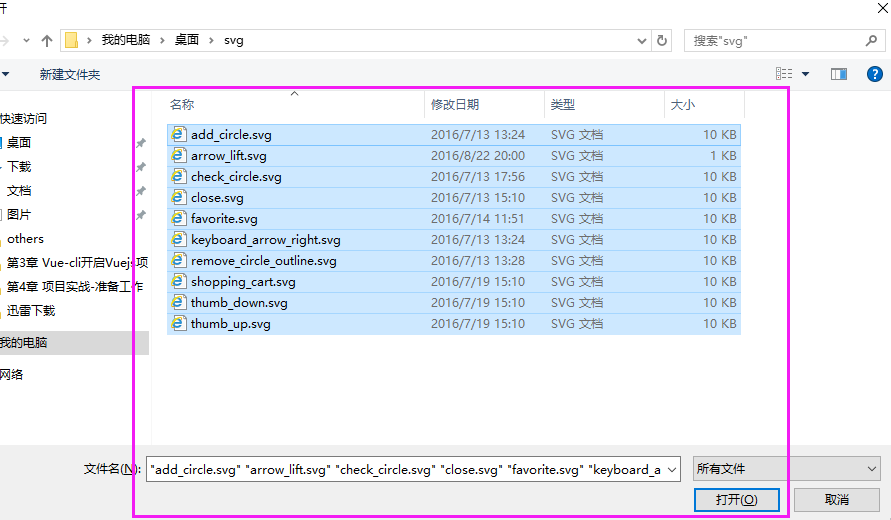 开
我的电脑 › 桌面 › svg
搜索"svg"
新建文件夹
快速访问
桌面
下载
文档
图片
others
第3章 Vue-cli开启Vuejs项
第4章 项目实战-准备工作
迅雷下载
我的电脑
网络
名称 修改日期 类型 大小
add_circle.svg 2016/7/13 13:24 SVG 文档 10 KB
arrow_lift.svg 2016/8/22 20:00 SVG 文档 1 KB
check_circle.svg 2016/7/13 17:56 SVG 文档 10 KB
close.svg 2016/7/13 15:10 SVG 文档 10 KB
favorite.svg 2016/7/14 11:51 SVG 文档 10 KB
keyboard_arrow_right.svg 2016/7/13 13:24 SVG 文档 10 KB
remove_circle_outline.svg 2016/7/13 13:28 SVG 文档 10 KB
shopping_cart.svg 2016/7/19 15:10 SVG 文档 10 KB
thumb_down.svg 2016/7/19 15:10 SVG 文档 10 KB
thumb_up.svg 2016/7/19 15:10 SVG 文档 10 KB
文件名(N): "add_circle.svg" "arrow_lift.svg" "check_circle.svg" "close.svg" "favorite.svg" "keyboard_a
所有文件
打开(O) 取消